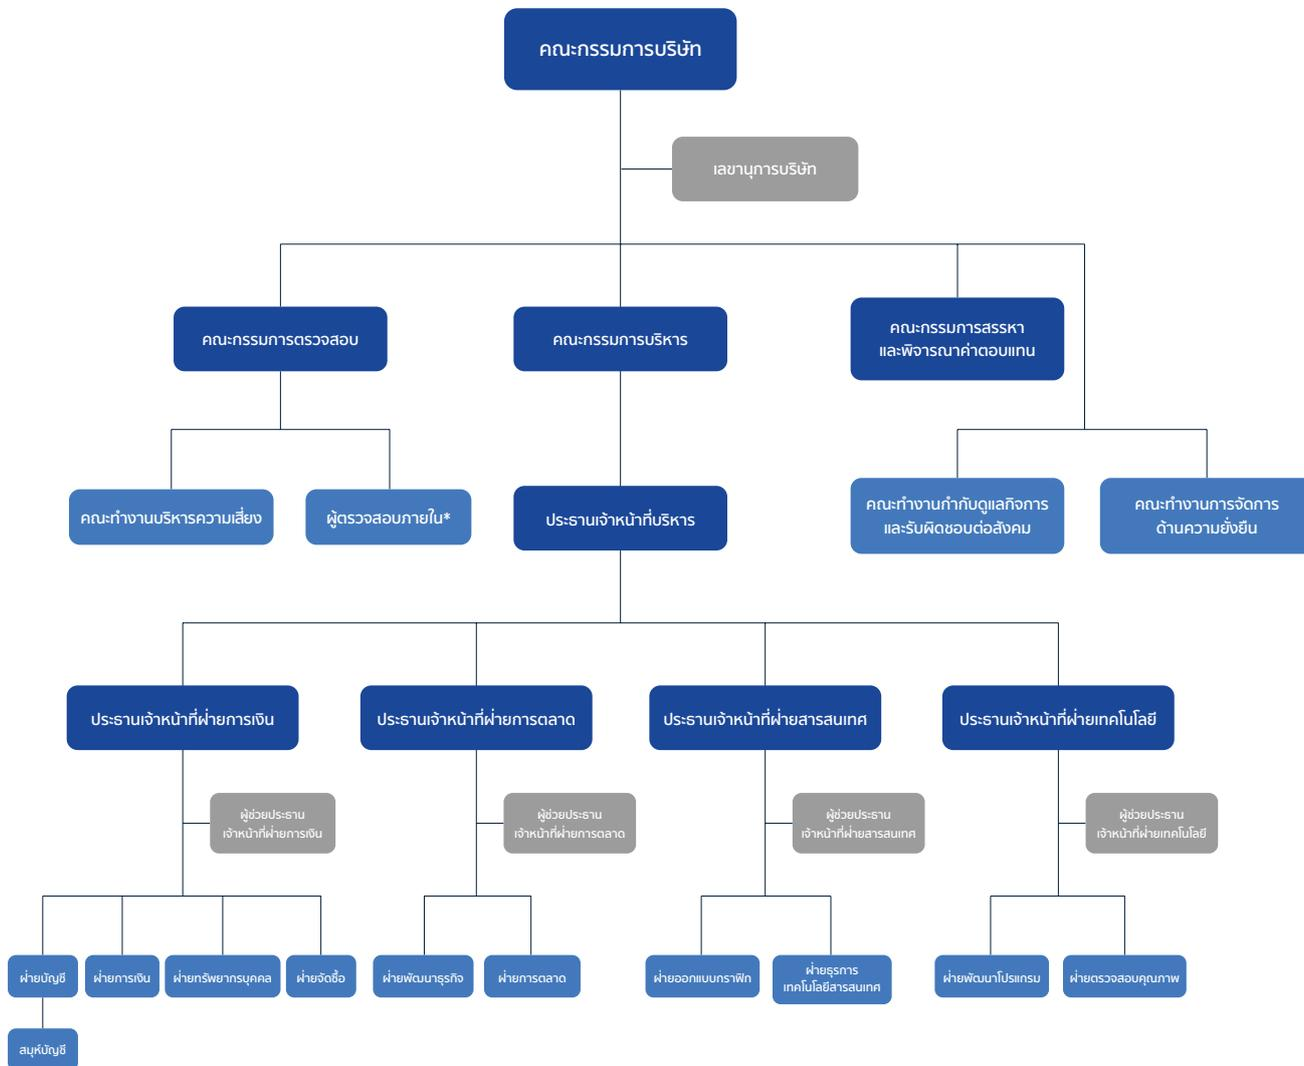 คณะกรรมการบริษัท
เลขานุการบริษัท
คณะกรรมการตรวจสอบ
คณะกรรมการบริหาร
คณะกรรมการสรรหา
และพิจารณาค่าตอบแทน
คณะทำงานบริหารความเสี่ยง
ผู้ตรวจสอบภายใน*
ประธานเจ้าหน้าที่บริหาร
คณะทำงานกำกับดูแลกิจการ
และรับผิดชอบต่อสังคม
คณะทำงานการจัดการ
ด้านความยั่งยืน
ประธานเจ้าหน้าที่ฝ่ายการเงิน
ประธานเจ้าหน้าที่ฝ่ายการตลาด
ประธานเจ้าหน้าที่ฝ่ายสารสนเทศ
ประธานเจ้าหน้าที่ฝ่ายเทคโนโลยี
ผู้ช่วยประธาน
เจ้าหน้าที่ฝ่ายการเงิน
ผู้ช่วยประธาน
เจ้าหน้าที่ฝ่ายการตลาด
ผู้ช่วยประธาน
เจ้าหน้าที่ฝ่ายสารสนเทศ
ผู้ช่วยประธาน
เจ้าหน้าที่ฝ่ายเทคโนโลยี
ฝ่ายบัญชี
ฝ่ายการเงิน
ฝ่ายทรัพยากรบุคคล
ฝ่ายจัดซื้อ
ฝ่ายพัฒนาธุรกิจ
ฝ่ายการตลาด
ฝ่ายออกแบบกราฟิก
ฝ่ายธุรการ
เทคโนโลยีสารสนเทศ
ฝ่ายพัฒนาโปรแกรม
ฝ่ายตรวจสอบคุณภาพ
สมุห์บัญชี